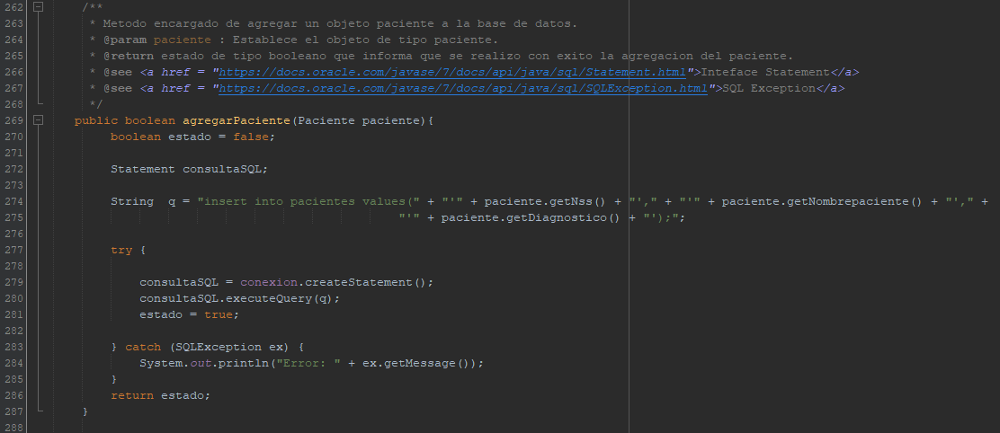 262 /**
263 * Metodo encargado de agregar un objeto paciente a la base de datos.
264 * @param paciente : Establece el objeto de tipo paciente.
265 * @return estado de tipo booleano que informa que se realizo con exito la agregacion del paciente.
266 * @see <a href = "https://docs.oracle.com/javase/7/docs/api/java/sql/Statement.html">Inteface Statement</a>
267 * @see <a href = "https://docs.oracle.com/javase/7/docs/api/java/sql/SQLException.html">SQL Exception</a>
268 */
269 public boolean agregarPaciente(Paciente paciente){
270 boolean estado = false;
271
272 Statement consultaSQL;
273
274 String  q = "insert into pacientes values(" + "'" + paciente.getNss() + "'," + "'" + paciente.getNombrepaciente() + "'," +
275 "'" + paciente.getDiagnostico() + "');";
276
277 try {
278
279 consultaSQL = conexion.createStatement();
280 consultaSQL.executeQuery(q);
281 estado = true;
282
283 } catch (SQLException ex) {
284 System.out.println("Error: " + ex.getMessage());
285 }
286 return estado;
287 }
288